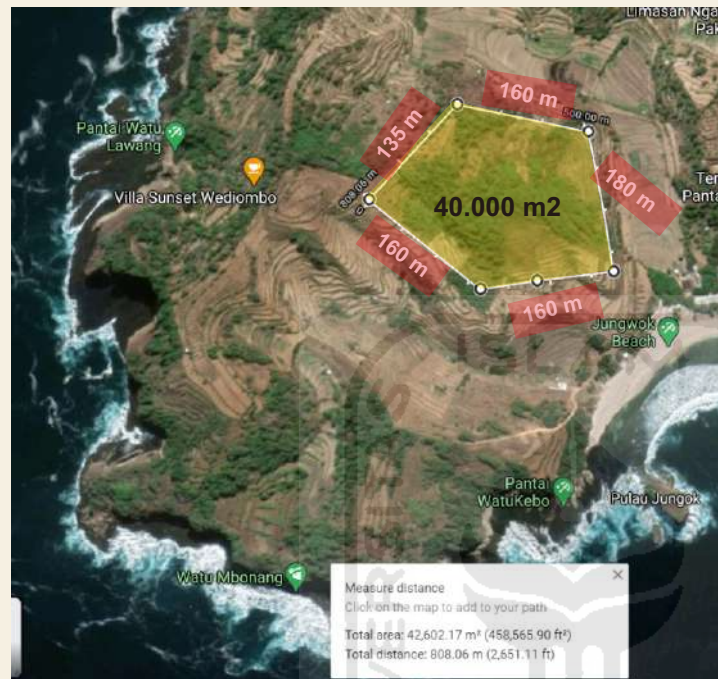 Limasan Nga
Pak
160 m
500.00 m
Pantai Watu
Lawang
135 m
Villa Sunset Wediombo
808.06 m
180 m
Ter
Panta
40.000 m2
160 m
160 m
Jungwok
Beach
Pantai
WatuKebo
Pulau Jungok
Watu Mbonang
Measure distance
Click on the map to add to your path
Total area: 42,602.17 m² (458,565.90 ft²)
Total distance: 808.06 m (2,651.11 ft)